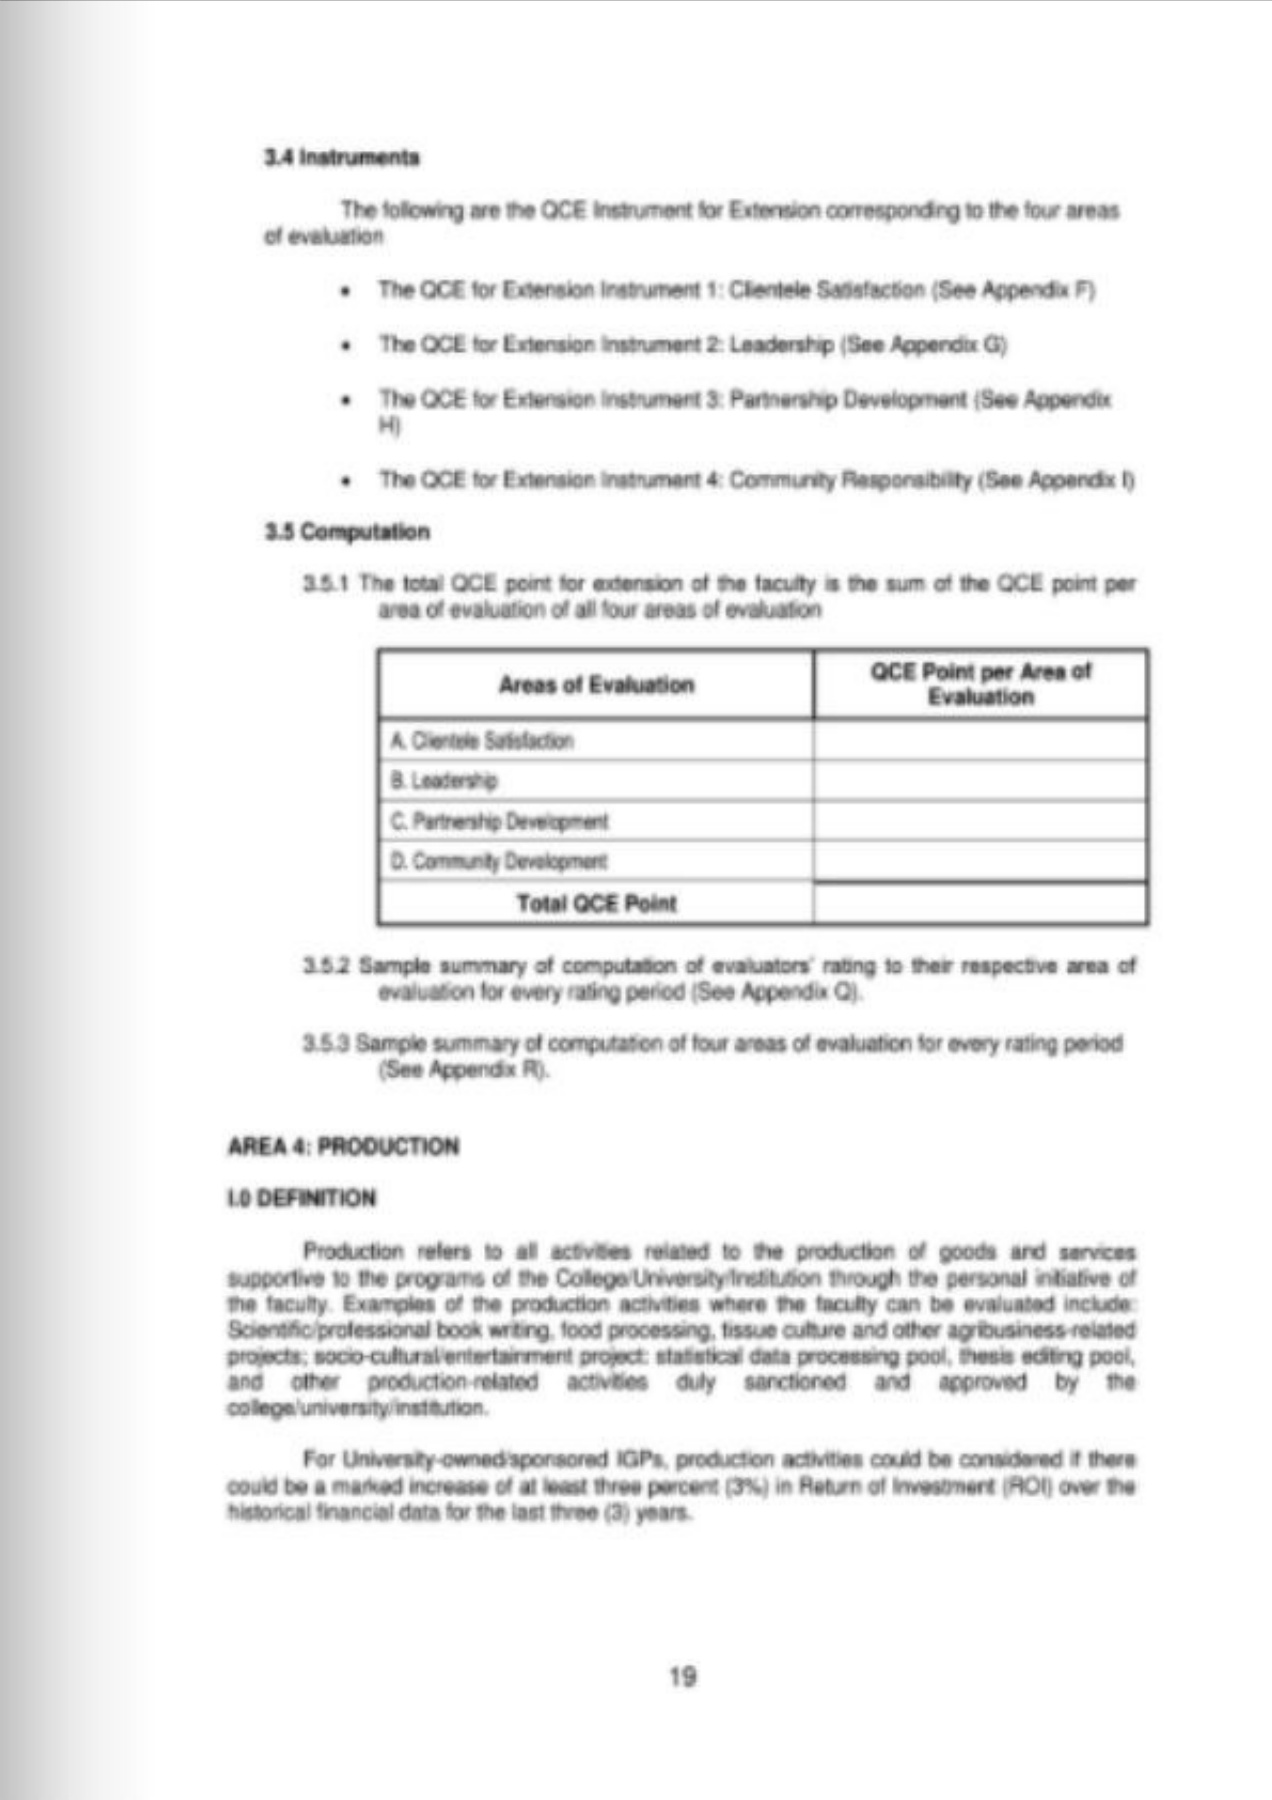 3.4 Instruments
The following are the QCE Instrument for Extension corresponding to the four areas
of evaluation
• The QCE for Extension Instrument 1: Clientele Satisfaction (See Appendix F)
• The QCE for Extension Instrument 2: Leadership (See Appendix G)
• The QCE for Extension Instrument 3: Partnership Development (See Appendix
H)
• The QCE for Extension Instrument 4: Community Responsibility (See Appendix I)
3.5 Computation
3.5.1 The total QCE point for extension of the faculty is the sum of the QCE point per
area of evaluation of all four areas of evaluation
Areas of Evaluation
QCE Point per Area of
Evaluation
A. Clientele Satisfaction
B. Leadership
C. Partnership Development
D. Community Development
Total QCE Point
3.5.2 Sample summary of computation of evaluators' rating to their respective area of
evaluation for every rating period (See Appendix Q).
3.5.3 Sample summary of computation of four areas of evaluation for every rating period
(See Appendix R).
AREA 4: PRODUCTION
I.0 DEFINITION
Production refers to all activities related to the production of goods and services
supportive to the programs of the College/University/Institution through the personal initiative of
the faculty. Examples of the production activities where the faculty can be evaluated include:
Scientific/professional book writing, food processing, tissue culture and other agribusiness-related
projects; socio-cultural/entertainment project: statistical data processing pool, thesis editing pool,
and other production-related activities duly sanctioned and approved by the
college/university/institution.
For University-owned/sponsored IGPs, production activities could be considered if there
could be a marked increase of at least three percent (3%) in Return of Investment (ROI) over the
historical financial data for the last three (3) years.
19